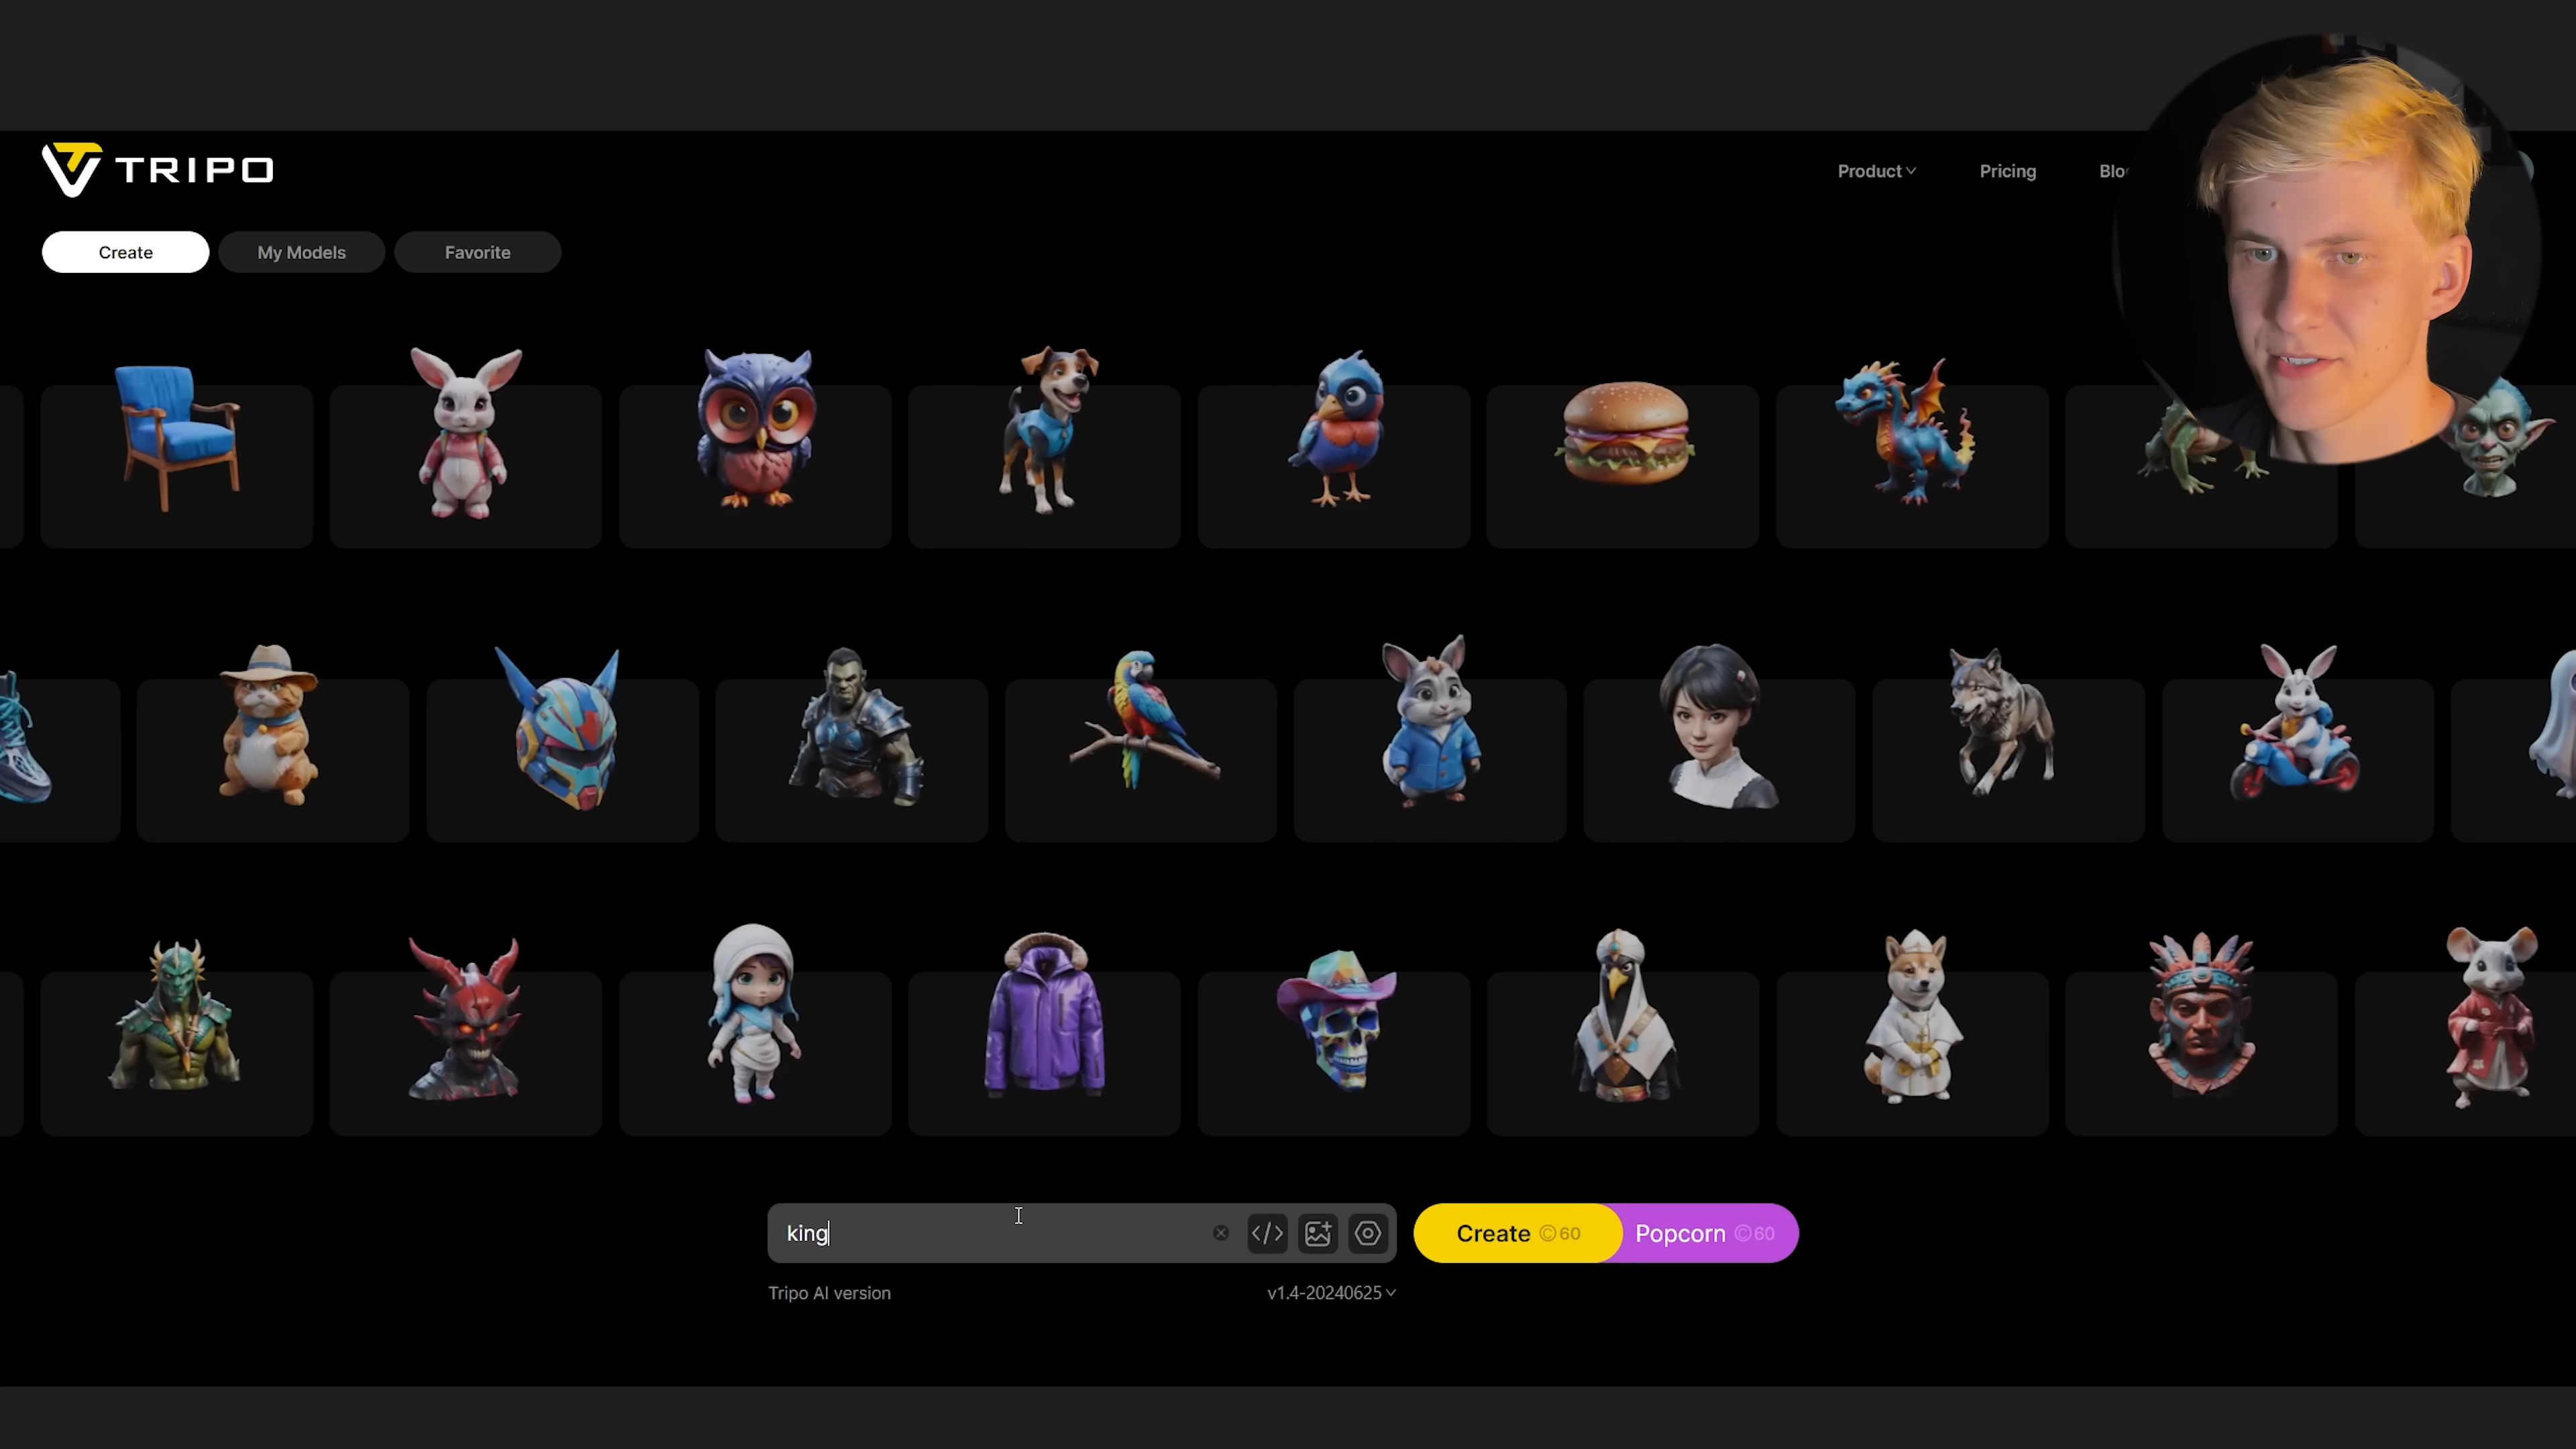 TRIPO
Product
Pricing
Create
My Models
Favorite
king
Create 60
Popcorn 60
Tripo AI version
v1.4-20240625